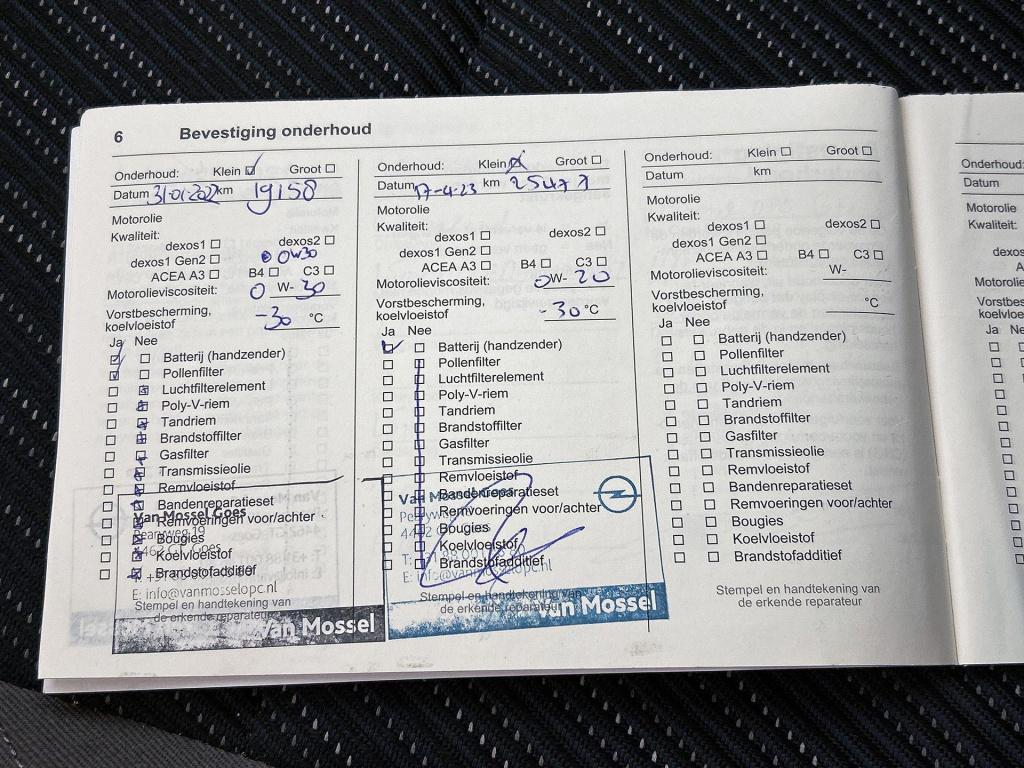 6 Bevestiging onderhoud
Onderhoud: Klein Groot
Datum 31-01-2022 km 19158
Motorolie
Kwaliteit:
dexos1 dexos2
dexos1 Gen2 0W30
ACEA A3 B4 C3
Motorolieviscositeit: 0 W- 30
Vorstbescherming,
koelvloeistof -30 °C
Ja Nee
Batterij (handzender)
Pollenfilter
Luchtfilterelement
Poly-V-riem
Tandriem
Brandstoffilter
Gasfilter
Transmissieolie
Remvloeistof
Bandenreparatieset
Van Mossel Goes
Remvoeringen voor/achter
Bougies
Koelvloeistof
Brandstofadditief
E: info@vanmosselopc.nl
Stempel en handtekening van
de erkende reparateur
Van Mossel
Onderhoud: Klein Groot
Datum 17-4-23 km 25477
Motorolie
Kwaliteit:
dexos1 dexos2
dexos1 Gen2
ACEA A3 B4 C3
Motorolieviscositeit: 0W- 20
Vorstbescherming,
koelvloeistof -30 °C
Ja Nee
Batterij (handzender)
Pollenfilter
Luchtfilterelement
Poly-V-riem
Tandriem
Brandstoffilter
Gasfilter
Transmissieolie
Remvloeistof
Bandenreparatieset
Van Mossel Goes
Remvoeringen voor/achter
Bougies
Koelvloeistof
Brandstofadditief
E: info@vanmosselopc.nl
Stempel en handtekening van
de erkende reparateur
Van Mossel
Onderhoud: Klein Groot
Datum km
Motorolie
Kwaliteit:
dexos1 dexos2
dexos1 Gen2
ACEA A3 B4 C3
Motorolieviscositeit: W-
Vorstbescherming,
koelvloeistof °C
Ja Nee
Batterij (handzender)
Pollenfilter
Luchtfilterelement
Poly-V-riem
Tandriem
Brandstoffilter
Gasfilter
Transmissieolie
Remvloeistof
Bandenreparatieset
Remvoeringen voor/achter
Bougies
Koelvloeistof
Brandstofadditief
Stempel en handtekening van
de erkende reparateur
Onderhoud:
Datum
Motorolie
Kwaliteit:
Ja